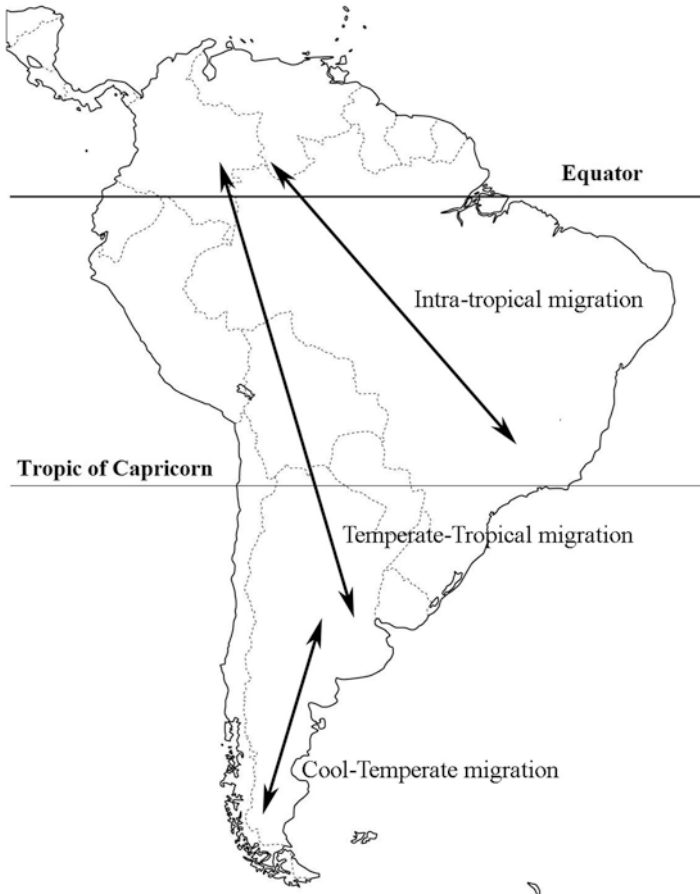 Equator
Intra-tropical migration
Tropic of Capricorn
Temperate-Tropical migration
Cool-Temperate migration